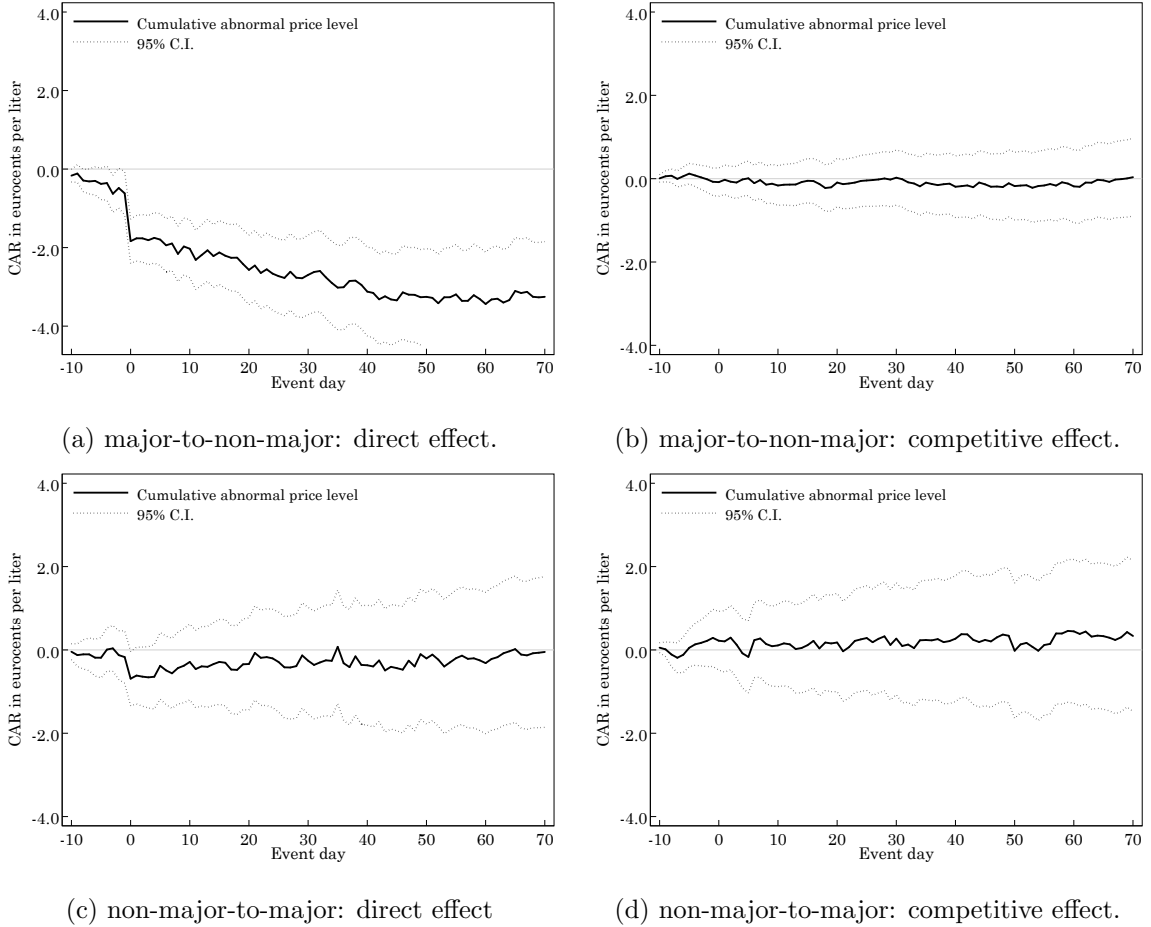 4.0
Cumulative abnormal price level
95% C.I.
2.0
0.0
-2.0
-4.0
CAR in eurocents per liter
-10 0 10 20 30 40 50 60 70
Event day
(a) major-to-non-major: direct effect.
4.0
Cumulative abnormal price level
95% C.I.
2.0
0.0
-2.0
-4.0
CAR in eurocents per liter
-10 0 10 20 30 40 50 60 70
Event day
(b) major-to-non-major: competitive effect.
4.0
Cumulative abnormal price level
95% C.I.
2.0
0.0
-2.0
-4.0
CAR in eurocents per liter
-10 0 10 20 30 40 50 60 70
Event day
(c) non-major-to-major: direct effect
4.0
Cumulative abnormal price level
95% C.I.
2.0
0.0
-2.0
-4.0
CAR in eurocents per liter
-10 0 10 20 30 40 50 60 70
Event day
(d) non-major-to-major: competitive effect.